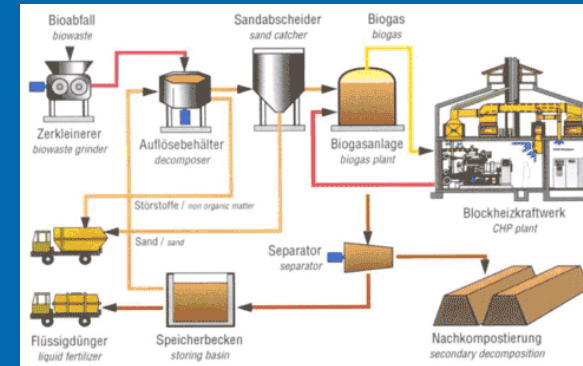 Bioabfall
biowaste
Zerkleinerer
biowaste grinder
Auflösebehälter
decomposer
Sandabscheider
sand catcher
Biogas
biogas
Biogasanlage
biogas plant
Blockheizkraftwerk
CHP plant
Störstoffe / non organic matter
Sand / sand
Separator
separator
Flüssigdünger
liquid fertilizer
Speicherbecken
storing basin
Nachkompostierung
secondary decomposition